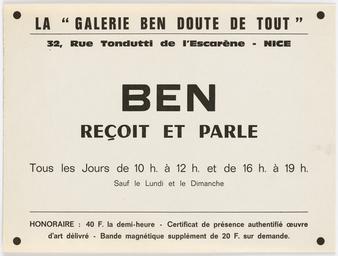 LA " GALERIE BEN DOUTE DE TOUT "
32, Rue Tondutti de l'Escarène - NICE
BEN
REÇOIT ET PARLE
Tous les Jours de 10 h. à 12 h. et de 16 h. à 19 h.
Sauf le Lundi et le Dimanche
HONORAIRE : 40 F. la demi-heure - Certificat de présence authentifié œuvre
d'art délivré - Bande magnétique supplément de 20 F. sur demande.